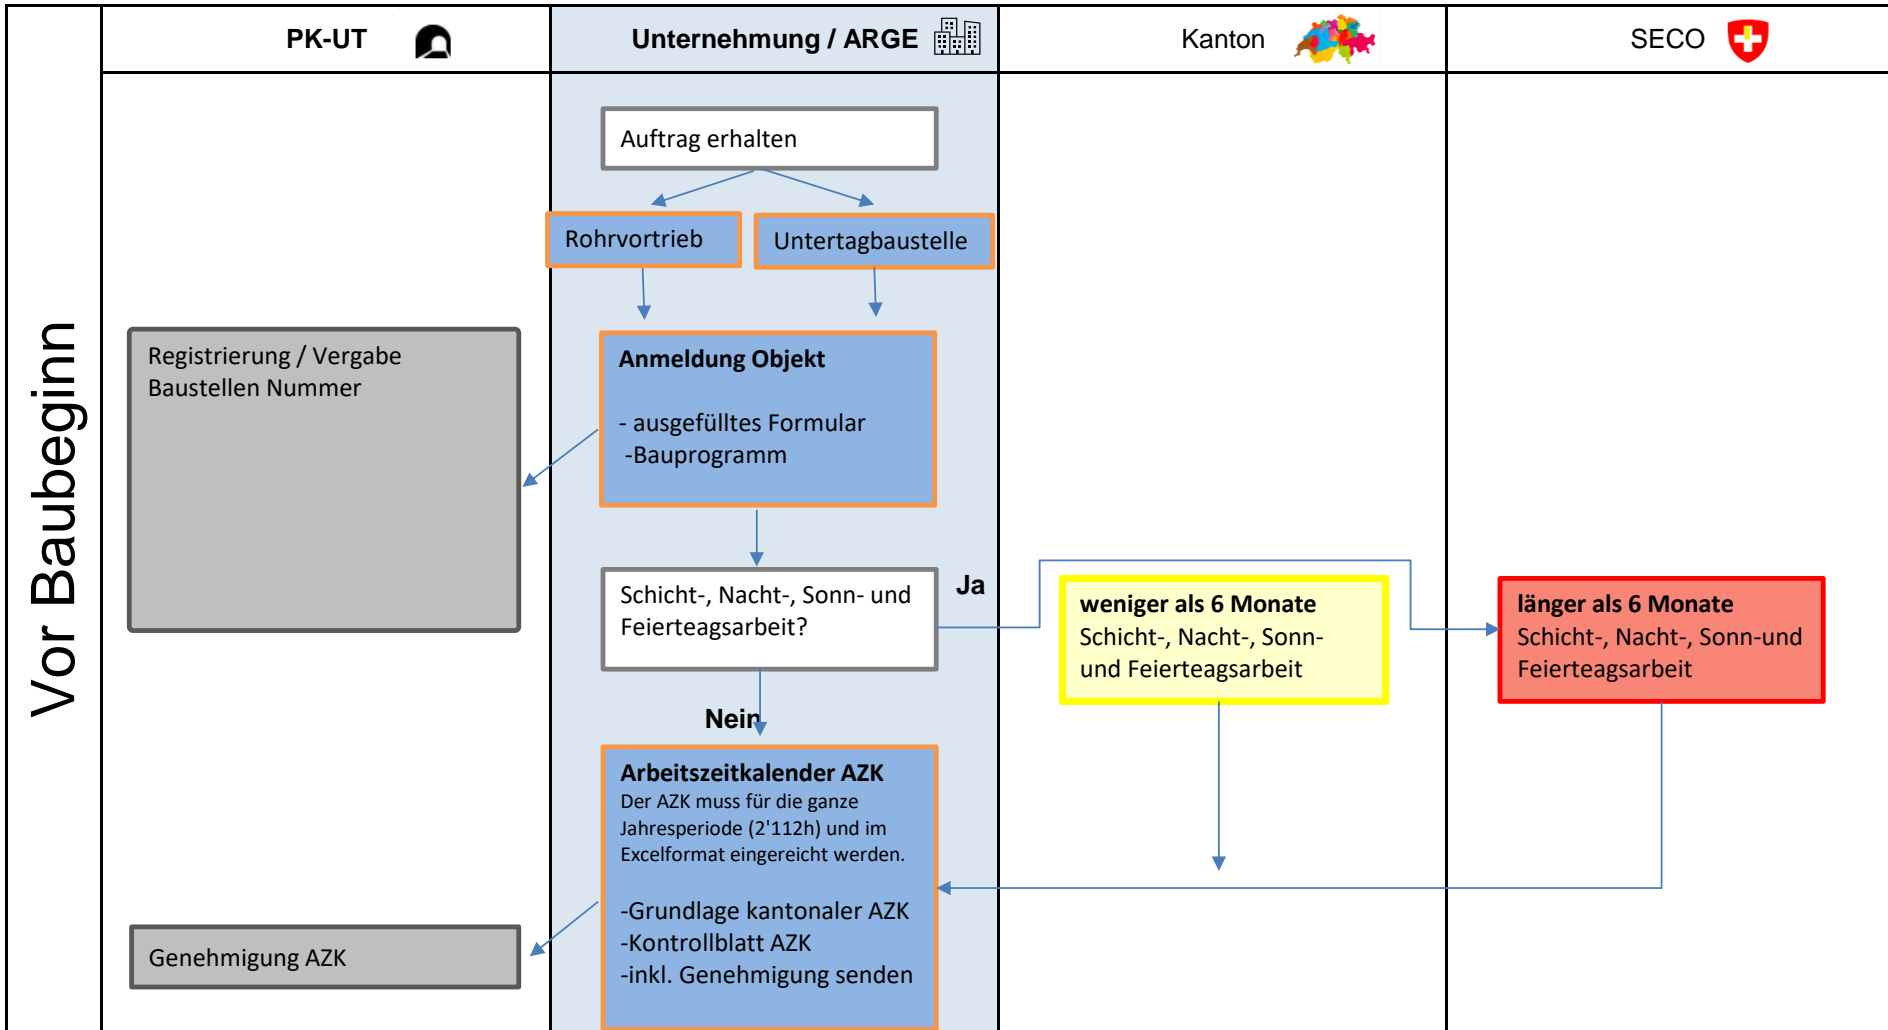 PK-UT
Unternehmung / ARGE
Kanton
SECO
Vor Baubeginn
Auftrag erhalten
Rohrvortrieb
Untertagbaustelle
Registrierung / Vergabe
Baustellen Nummer
Anmeldung Objekt
- ausgefülltes Formular
-Bauprogramm
Schicht-, Nacht-, Sonn- und
Feierteagsarbeit?
Ja
weniger als 6 Monate
Schicht-, Nacht-, Sonn-
und Feierteagsarbeit
länger als 6 Monate
Schicht-, Nacht-, Sonn-und
Feierteagsarbeit
Nein
Arbeitszeitkalender AZK
Der AZK muss für die ganze
Jahresperiode (2'112h) und im
Excelformat eingereicht werden.
-Grundlage kantonaler AZK
-Kontrollblatt AZK
-inkl. Genehmigung senden
Genehmigung AZK